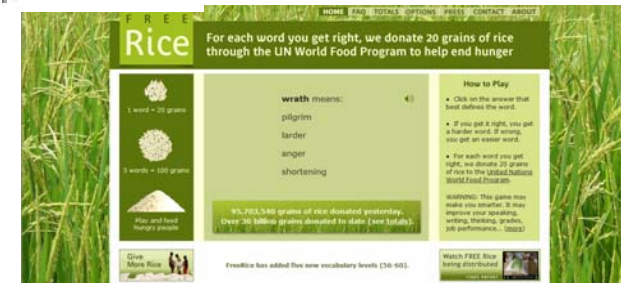 HOME FAQ TOTALS OPTIONS PRESS CONTACT ABOUT
FREE
Rice
For each word you get right, we donate 20 grains of rice
through the UN World Food Program to help end hunger
1 word = 20 grains
5 words = 100 grains
Play and feed
hungry people
wrath means:
pilgrim
larder
anger
shortening
95,703,540 grains of rice donated yesterday.
Over 30 billion grains donated to date (see totals).
How to Play
• Click on the answer that
best defines the word.
• If you get it right, you get
a harder word. If wrong,
you get an easier word.
• For each word you get
right, we donate 20 grains
of rice to the United Nations
World Food Program.
WARNING: This game may
make you smarter. It may
improve your speaking,
writing, thinking, grades,
job performance... (more)
Give
More Rice
FreeRice has added five new vocabulary levels (56-60).
Watch FREE Rice
being distributed
VIDEO REPORT